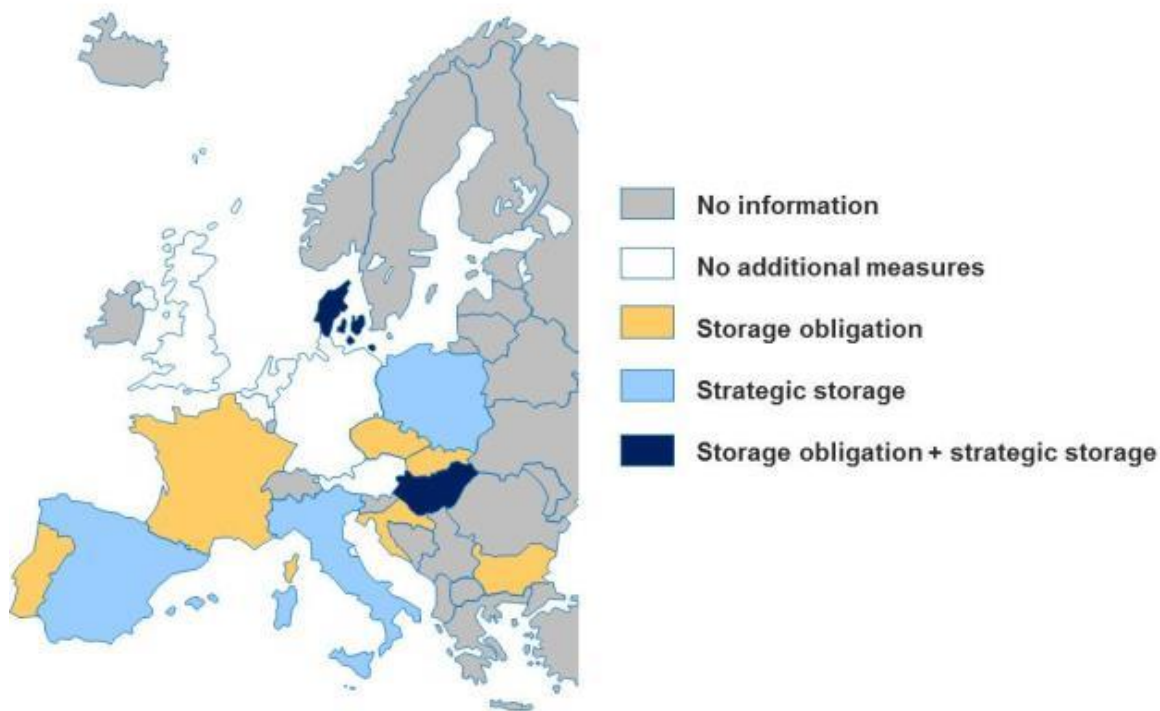 No information
No additional measures
Storage obligation
Strategic storage
Storage obligation + strategic storage